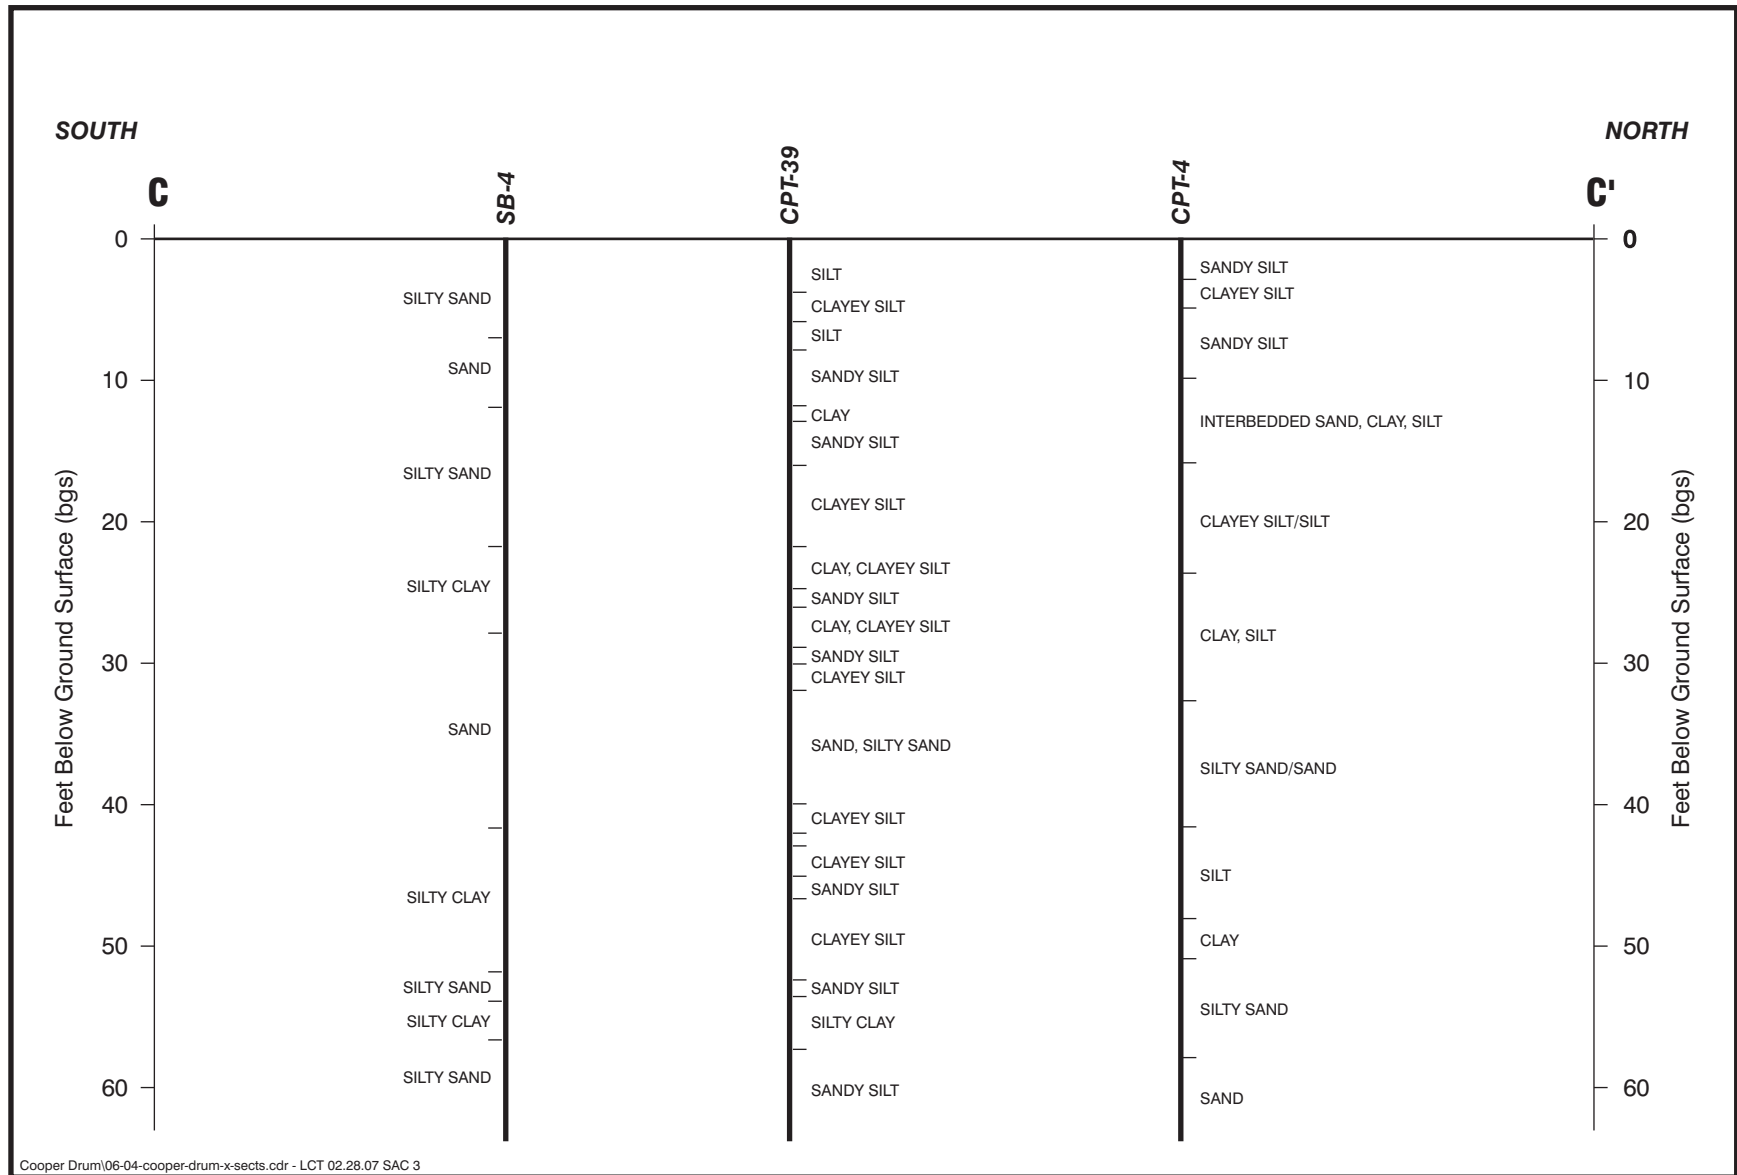 SOUTH
NORTH
C
SB-4
CPT-39
CPT-4
C'
0
10
20
30
40
50
60
Feet Below Ground Surface (bgs)
SILTY SAND
SAND
SILTY SAND
SILTY CLAY
SAND
SILTY CLAY
SILTY SAND
SILTY CLAY
SILTY SAND
SILT
CLAYEY SILT
SILT
SANDY SILT
CLAY
SANDY SILT
CLAYEY SILT
CLAY, CLAYEY SILT
SANDY SILT
CLAY, CLAYEY SILT
SANDY SILT
CLAYEY SILT
SAND, SILTY SAND
CLAYEY SILT
CLAYEY SILT
SANDY SILT
CLAYEY SILT
SANDY SILT
SILTY CLAY
SANDY SILT
SANDY SILT
CLAYEY SILT
SANDY SILT
INTERBEDDED SAND, CLAY, SILT
CLAYEY SILT/SILT
CLAY, SILT
SILTY SAND/SAND
SILT
CLAY
SILTY SAND
SAND
0
10
20
30
40
50
60
Feet Below Ground Surface (bgs)
Cooper Drum\06-04-cooper-drum-x-sects.cdr - LCT 02.28.07 SAC 3